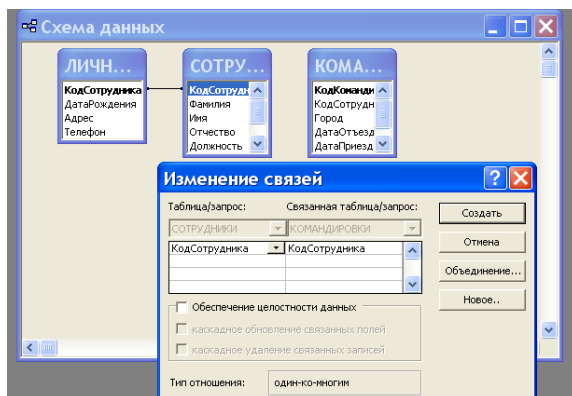 Схема данных
ЛИЧН...
КодСотрудника
ДатаРождения
Адрес
Телефон
СОТРУ...
КодСотрудн
Фамилия
Имя
Отчество
Должность
КОМА...
КодКоманди
КодСотрудн
Город
ДатаОтъезд
ДатаПриезд
Изменение связей
Таблица/запрос: Связанная таблица/запрос:
СОТРУДНИКИ КОМАНДИРОВКИ
КодСотрудника КодСотрудника
Создать
Отмена
Объединение...
Новое..
Обеспечение целостности данных
каскадное обновление связанных полей
каскадное удаление связанных записей
Тип отношения: один-ко-многим